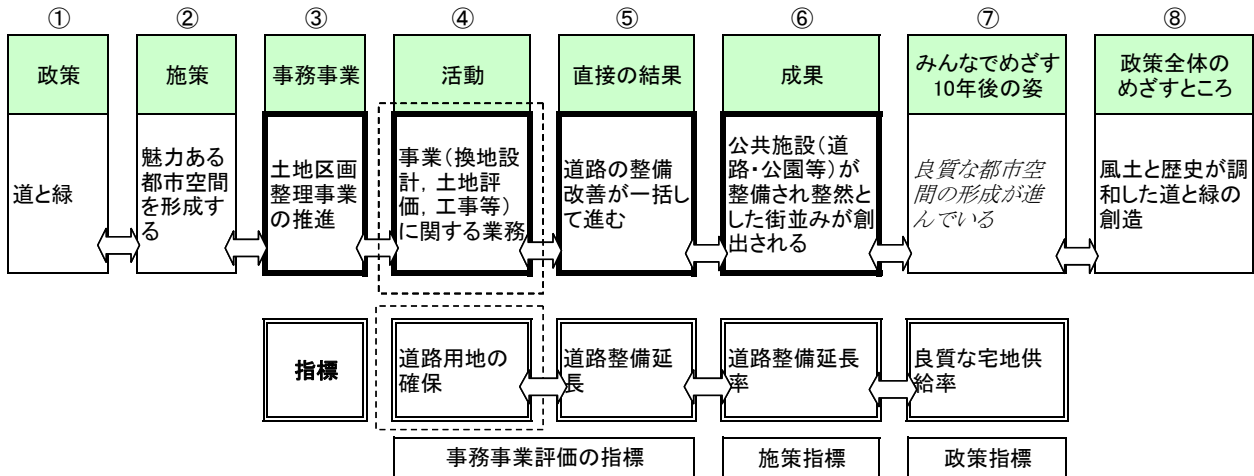 ① ② ③ ④ ⑤ ⑥ ⑦ ⑧
政策
施策
事務事業
活動
直接の結果
成果
みんなでめざす
10年後の姿
政策全体の
めざすところ
道と緑
魅力ある
都市空間
を形成す
る
土地区画
整理事業
の推進
事業(換地設
計,土地評
価,工事等)
に関する業務
道路の整備
改善が一括し
て進む
公共施設(道
路・公園等)が
整備され整然と
した街並みが創
出される
良質な都市空
間の形成が進
んでいる
風土と歴史が調
和した道と緑の
創造
指標
道路用地の
確保
道路整備延
長
道路整備延長
率
良質な宅地供
給率
事務事業評価の指標
施策指標
政策指標